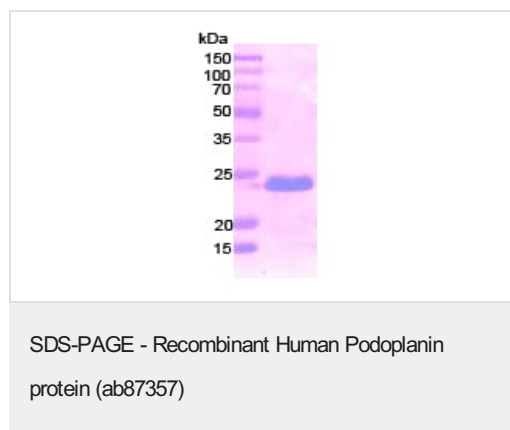 kDa
150
100
70
50
35
25
20
15
SDS-PAGE - Recombinant Human Podoplanin
protein (ab87357)